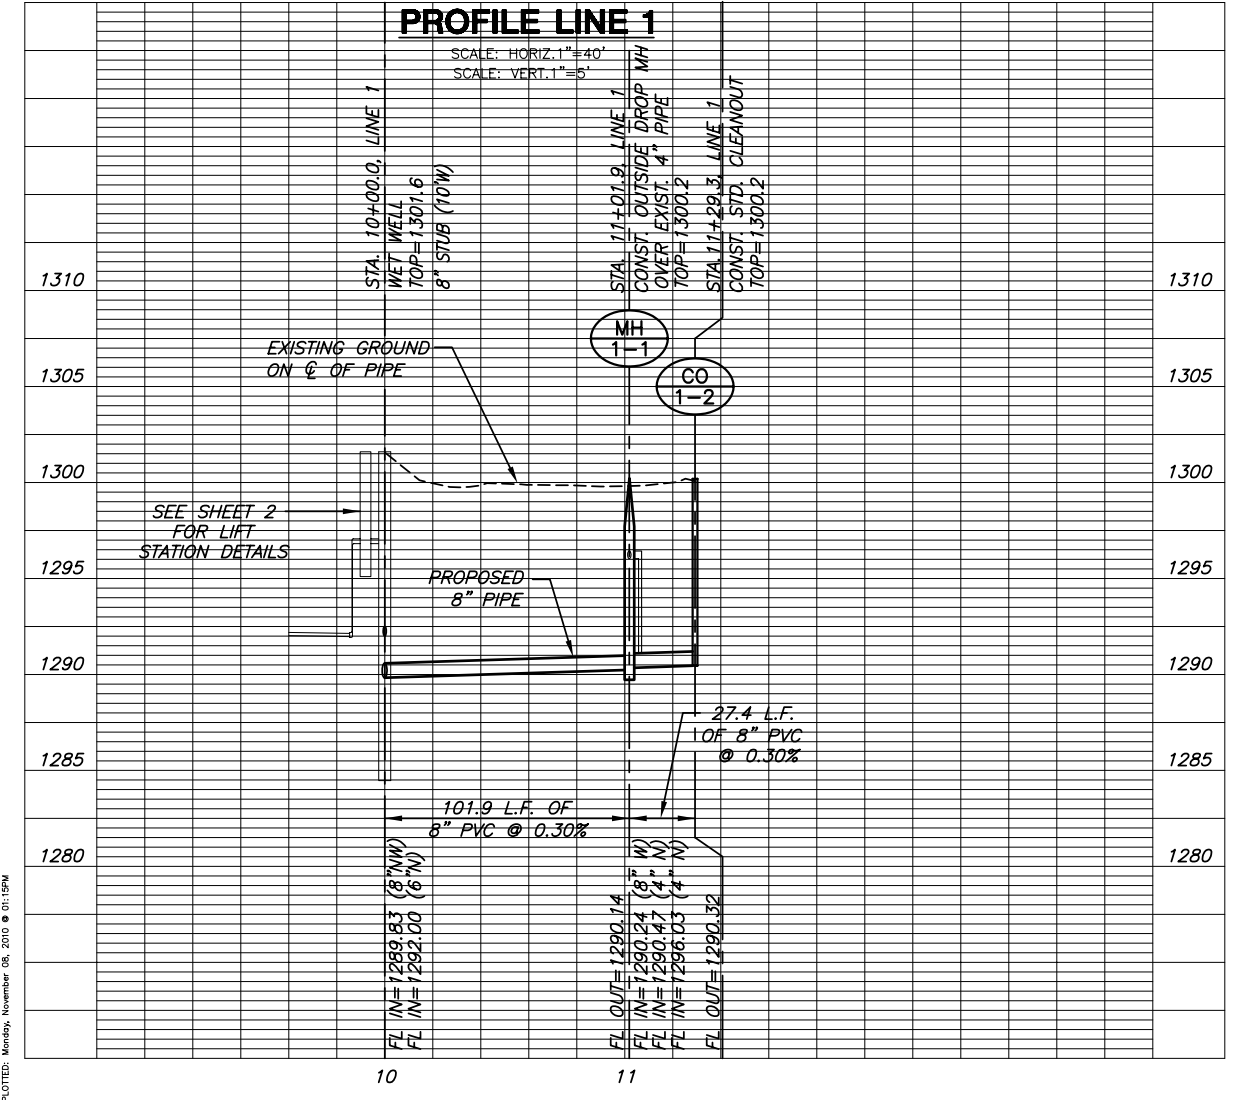 PROFILE LINE 1
SCALE: HORIZ.1"=40'
SCALE: VERT.1"=5'
STA. 10+00.0, LINE 1
WET WELL
TOP=1301.6
8" STUB (10'W)
STA. 11+01.9, LINE 1
CONST. OUTSIDE DROP MH
OVER EXIST. 4" PIPE
TOP=1300.2
STA.11+29.3, LINE 1
CONST. STD. CLEANOUT
TOP=1300.2
1310
1310
MH
1-1
EXISTING GROUND
ON ℄ OF PIPE
1305
1305
CO
1-2
1300
1300
SEE SHEET 2
FOR LIFT
STATION DETAILS
1295
1295
PROPOSED
8" PIPE
1290
1290
27.4 L.F.
OF 8" PVC
@ 0.30%
1285
1285
101.9 L.F. OF
8" PVC @ 0.30%
1280
1280
FL IN=1289.83 (8"NW)
FL IN=1292.00 (6"N)
FL OUT=1290.14
FL IN=1290.24 (8" W)
FL IN=1290.47 (4" N)
FL IN=1296.03 (4" N)
FL OUT=1290.32
10
11
PLOTTED: Monday, November 08, 2010 @ 01:15PM